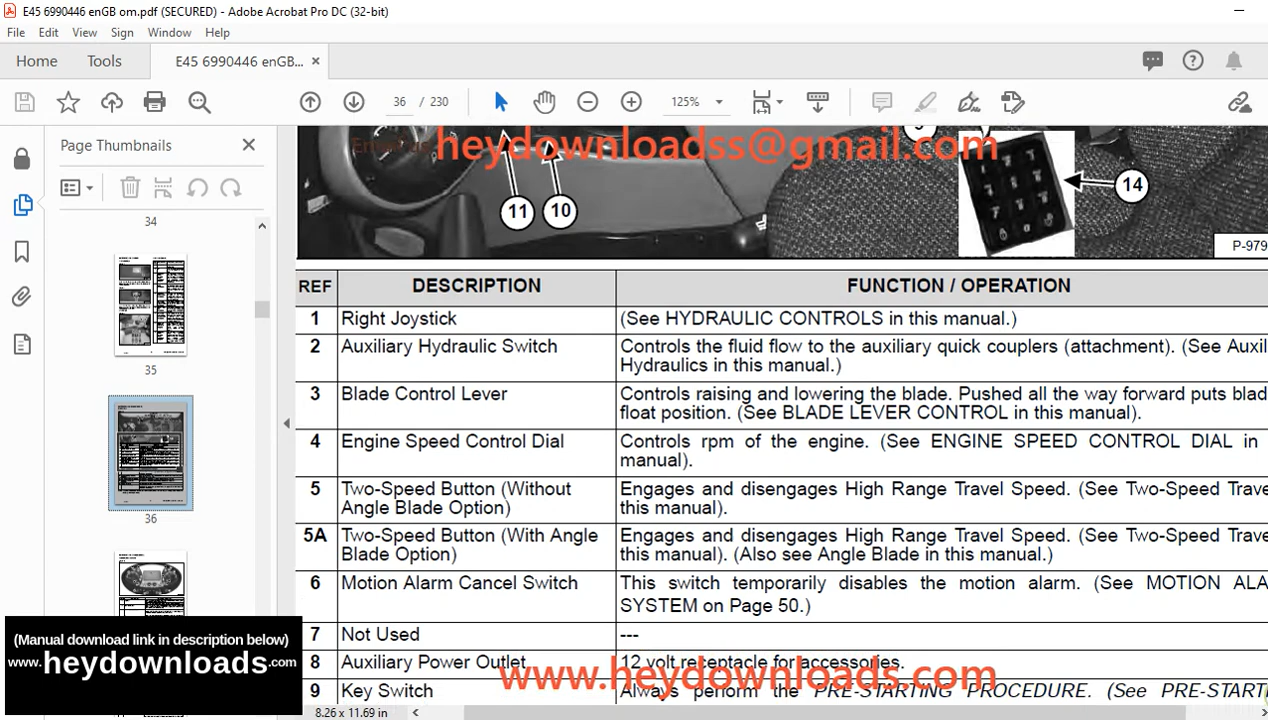 E45 6990446 enGB om.pdf (SECURED) - Adobe Acrobat Pro DC (32-bit)
File Edit View Sign Window Help
Home Tools E45 6990446 enGB... ×
36 / 230 125%
Page Thumbnails
34
35
36
heydownloadss@gmail.com
11 10 14
P-979
REF DESCRIPTION FUNCTION / OPERATION
1 Right Joystick (See HYDRAULIC CONTROLS in this manual.)
2 Auxiliary Hydraulic Switch Controls the fluid flow to the auxiliary quick couplers (attachment). (See Auxil
Hydraulics in this manual.)
3 Blade Control Lever Controls raising and lowering the blade. Pushed all the way forward puts blad
float position. (See BLADE LEVER CONTROL in this manual).
4 Engine Speed Control Dial Controls rpm of the engine. (See ENGINE SPEED CONTROL DIAL in
manual).
5 Two-Speed Button (Without Engages and disengages High Range Travel Speed. (See Two-Speed Trave
Angle Blade Option) this manual).
5A Two-Speed Button (With Angle Engages and disengages High Range Travel Speed. (See Two-Speed Trave
Blade Option) this manual). (Also see Angle Blade in this manual.)
6 Motion Alarm Cancel Switch This switch temporarily disables the motion alarm. (See MOTION ALA
SYSTEM on Page 50.)
7 Not Used ---
8 Auxiliary Power Outlet 12 volt receptacle for accessories.
www.heydownloads.com
9 Key Switch Always perform the PRE-STARTING PROCEDURE. (See PRE-START
(Manual download link in description below)
www.heydownloads.com
8.26 x 11.69 in